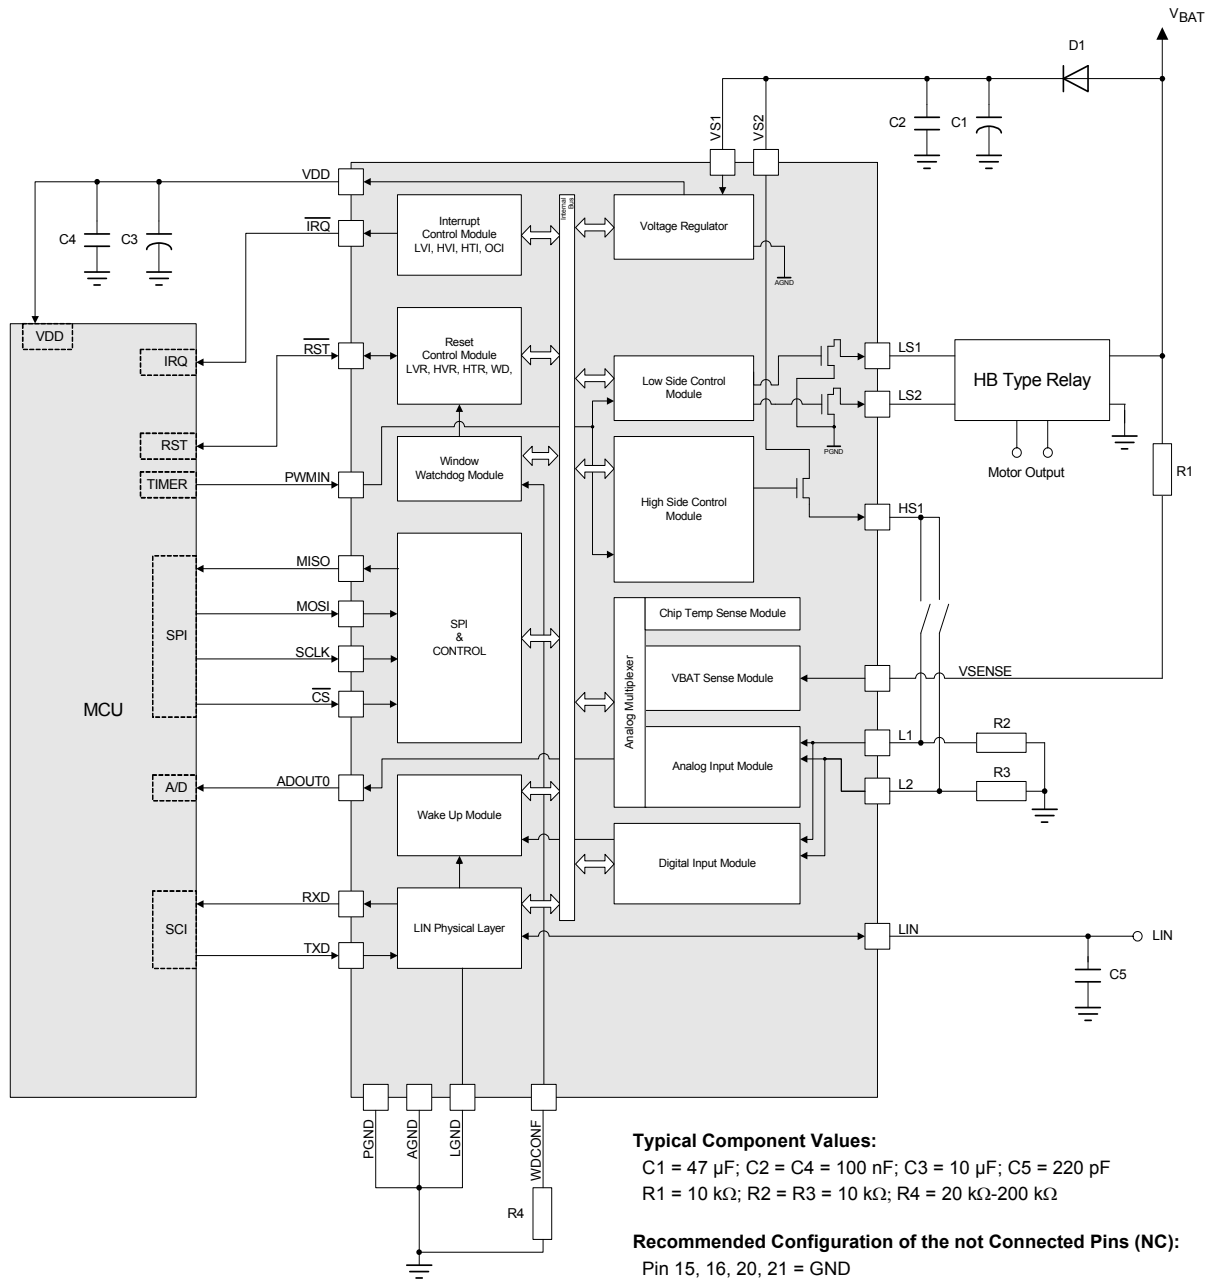 VBAT
D1
C2
C1
VS1
VS2
VDD
C4
C3
IRQ
Interrupt
Control Module
LVI, HVI, HTI, OCI
Internal
Bus
Voltage Regulator
AGND
VDD
IRQ
RST
Reset
Control Module
LVR, HVR, HTR, WD,
Low Side Control
Module
LS1
LS2
HB Type Relay
PGND
Motor Output
R1
RST
TIMER
PWMIN
Window
Watchdog Module
High Side Control
Module
HS1
MISO
MOSI
SCLK
CS
SPI
SPI
&
CONTROL
MCU
Analog Multiplexer
Chip Temp Sense Module
VBAT Sense Module
VSENSE
Analog Input Module
L1
L2
R2
R3
A/D
ADOUT0
Wake Up Module
Digital Input Module
SCI
RXD
TXD
LIN Physical Layer
LIN
LIN
C5
PGND
AGND
LGND
WDCONF
R4
Typical Component Values:
C1 = 47 µF; C2 = C4 = 100 nF; C3 = 10 µF; C5 = 220 pF
R1 = 10 kΩ; R2 = R3 = 10 kΩ; R4 = 20 kΩ-200 kΩ
Recommended Configuration of the not Connected Pins (NC):
Pin 15, 16, 20, 21 = GND